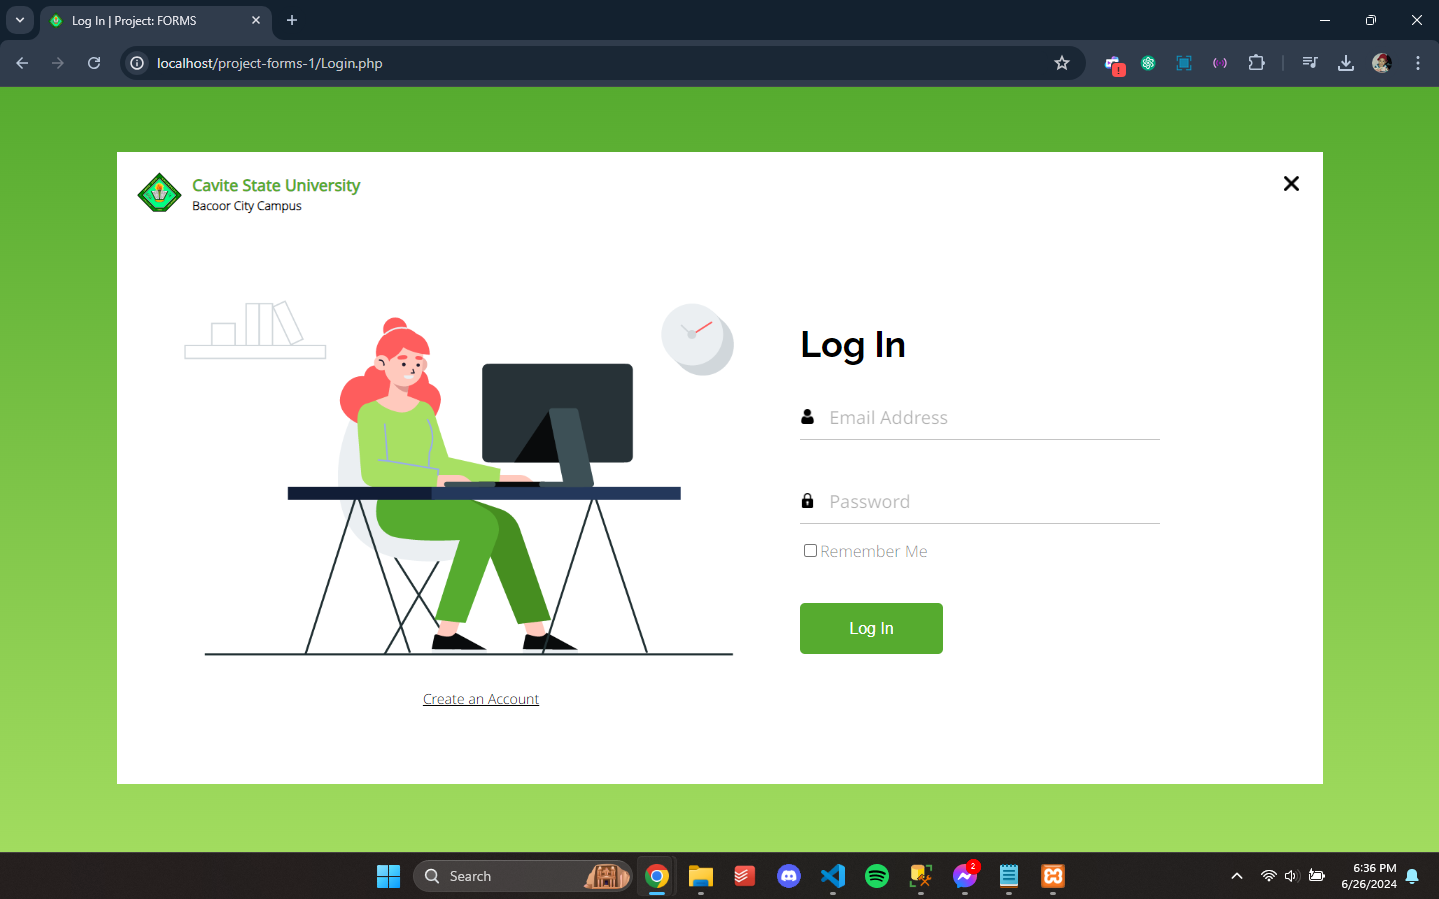 Log In | Project: FORMS
localhost/project-forms-1/Login.php
Cavite State University
Bacoor City Campus
Log In
Email Address
Password
Remember Me
Log In
Create an Account
Search
2
6:36 PM
6/26/2024